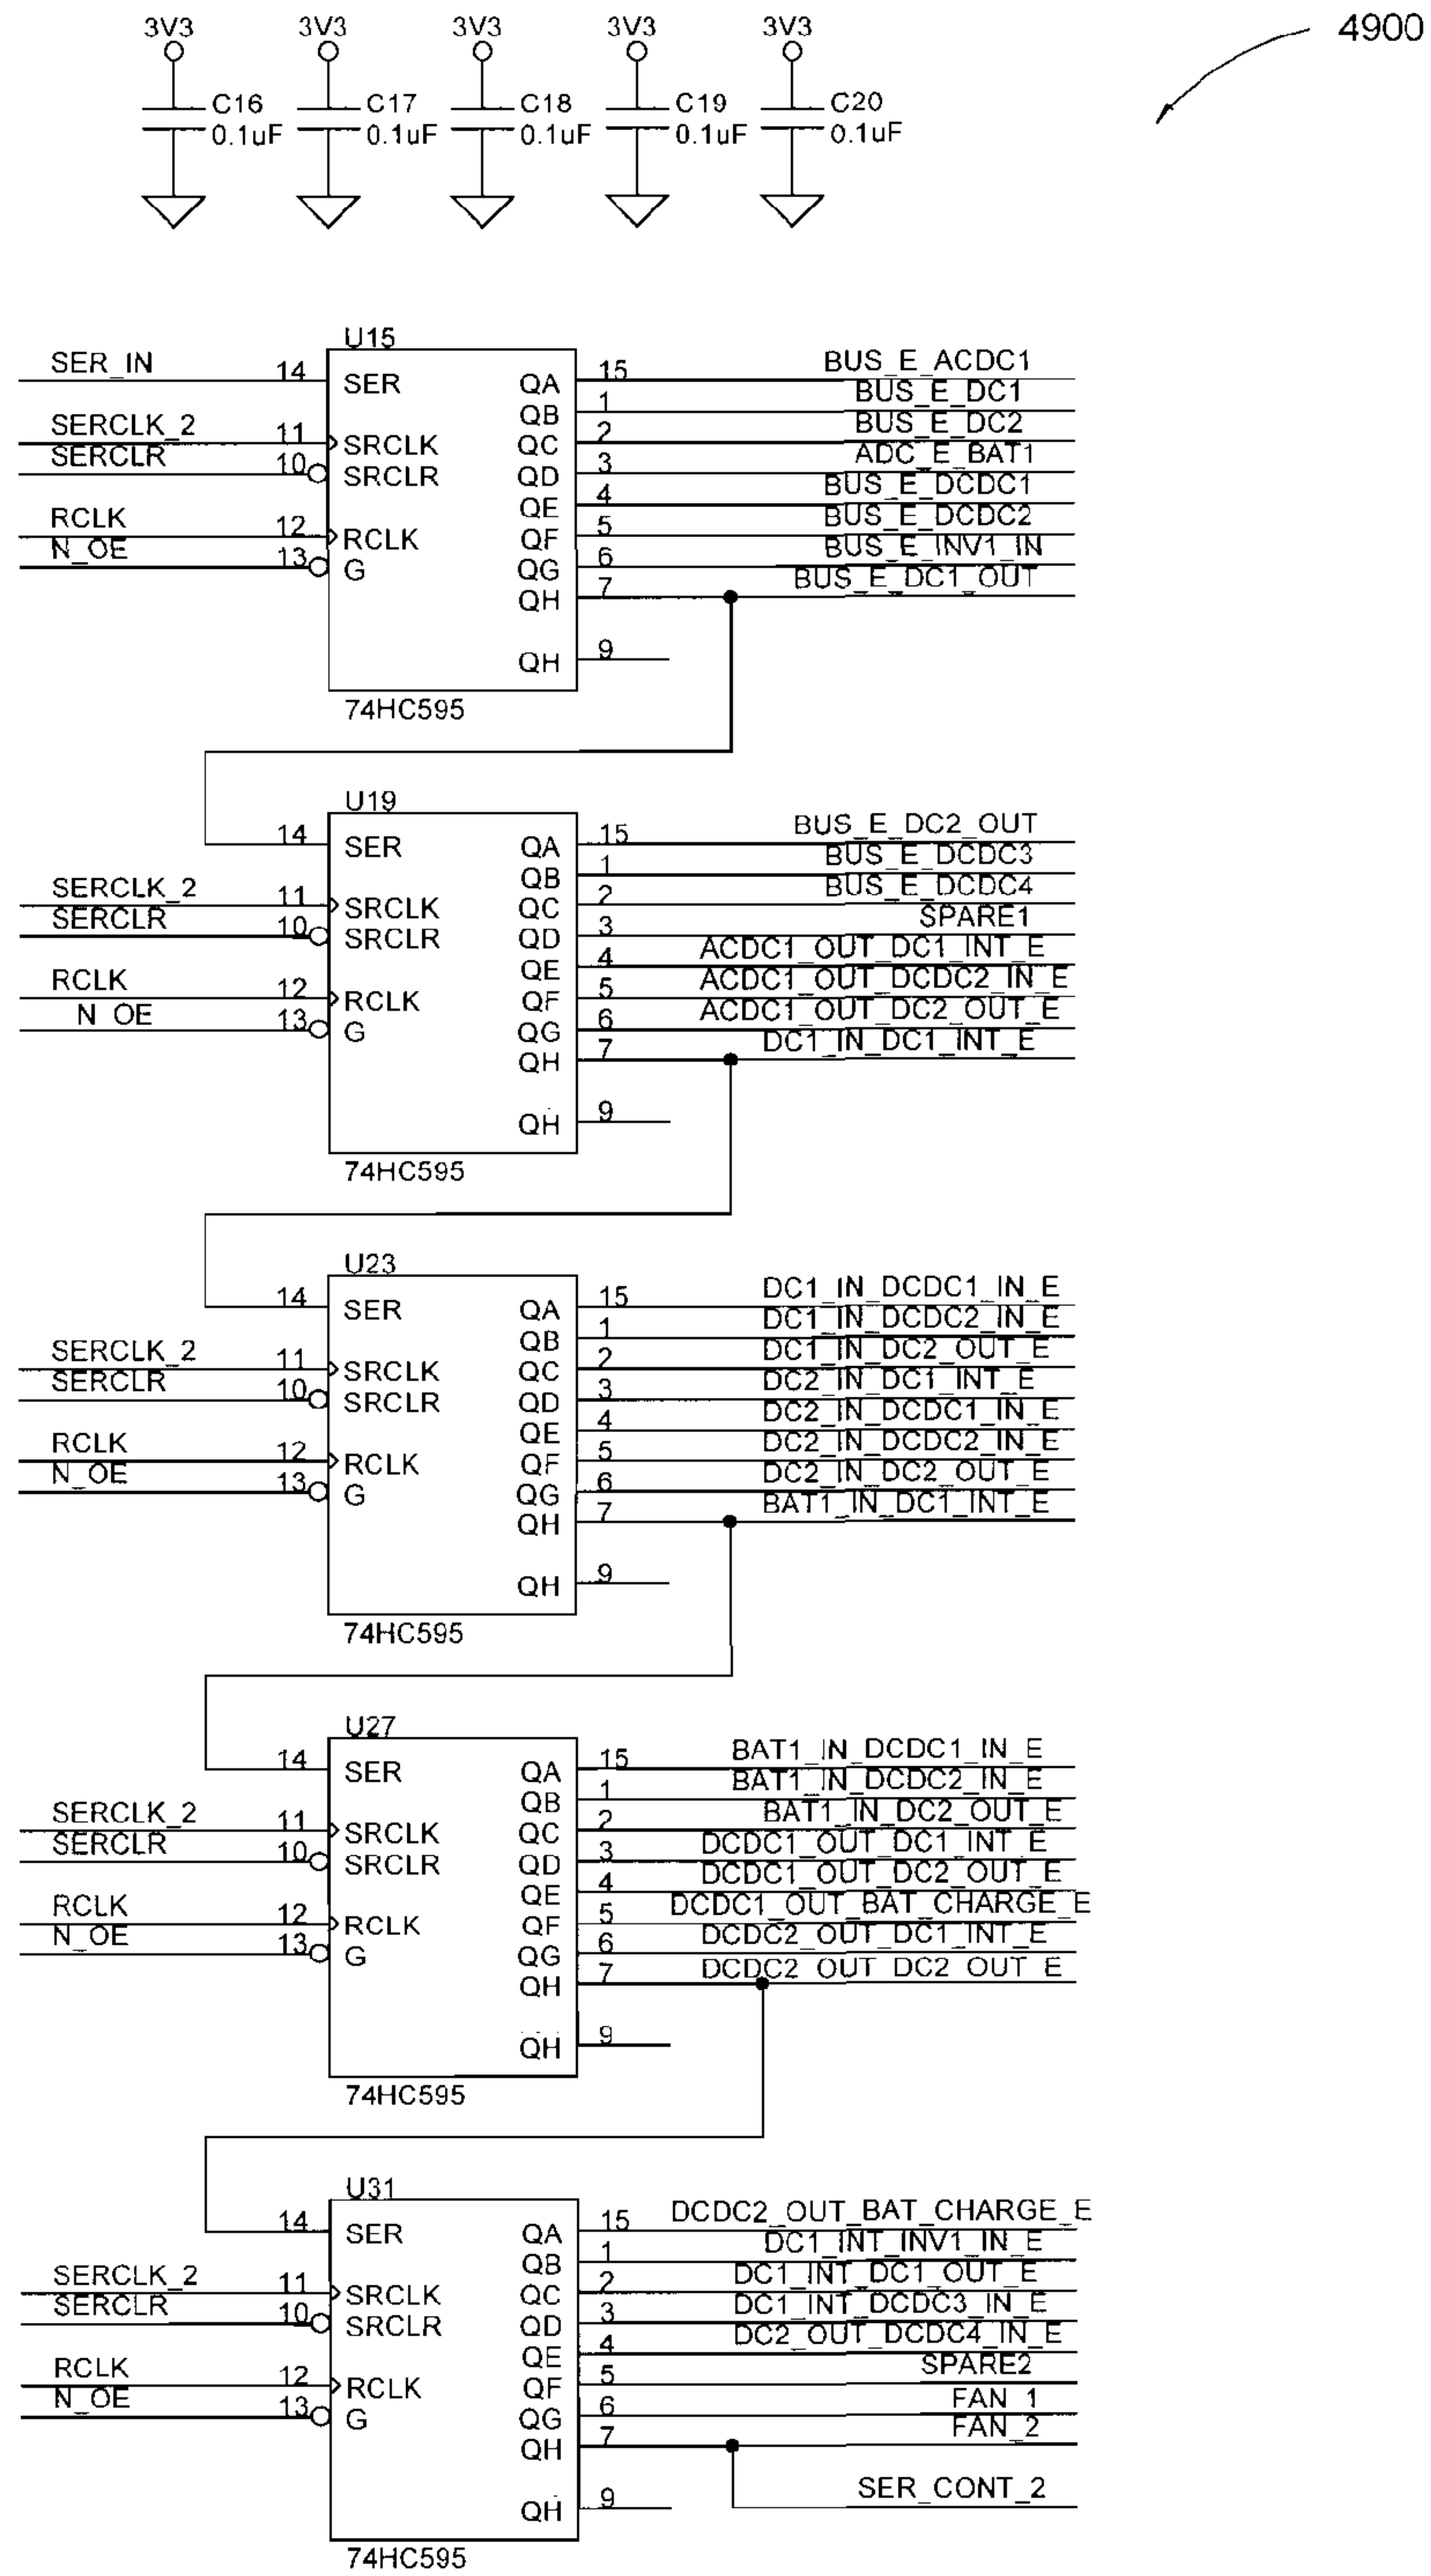 4900
3V3 3V3 3V3 3V3 3V3
C16 C17 C18 C19 C20
0.1uF 0.1uF 0.1uF 0.1uF 0.1uF
U15
SER_IN 14 SER QA 15 BUS_E_ACDC1
QB 1 BUS_E_DC1
SERCLK_2 11 SRCLK QC 2 BUS_E_DC2
SERCLR 10 SRCLR QD 3 ADC_E_BAT1
QE 4 BUS_E_DCDC1
RCLK 12 RCLK QF 5 BUS_E_DCDC2
N_OE 13 G QG 6 BUS_E_INV1_IN
QH 7 BUS_E_DC1_OUT
QH 9
74HC595
U19
14 SER QA 15 BUS_E_DC2_OUT
QB 1 BUS_E_DCDC3
SERCLK_2 11 SRCLK QC 2 BUS_E_DCDC4
SERCLR 10 SRCLR QD 3 SPARE1
QE 4 ACDC1_OUT_DC1_INT_E
RCLK 12 RCLK QF 5 ACDC1_OUT_DCDC2_IN_E
N_OE 13 G QG 6 ACDC1_OUT_DC2_OUT_E
QH 7 DC1_IN_DC1_INT_E
QH 9
74HC595
U23
14 SER QA 15 DC1_IN_DCDC1_IN_E
QB 1 DC1_IN_DCDC2_IN_E
SERCLK_2 11 SRCLK QC 2 DC1_IN_DC2_OUT_E
SERCLR 10 SRCLR QD 3 DC2_IN_DC1_INT_E
QE 4 DC2_IN_DCDC1_IN_E
RCLK 12 RCLK QF 5 DC2_IN_DCDC2_IN_E
N_OE 13 G QG 6 DC2_IN_DC2_OUT_E
QH 7 BAT1_IN_DC1_INT_E
QH 9
74HC595
U27
14 SER QA 15 BAT1_IN_DCDC1_IN_E
QB 1 BAT1_IN_DCDC2_IN_E
SERCLK_2 11 SRCLK QC 2 BAT1_IN_DC2_OUT_E
SERCLR 10 SRCLR QD 3 DCDC1_OUT_DC1_INT_E
QE 4 DCDC1_OUT_DC2_OUT_E
RCLK 12 RCLK QF 5 DCDC1_OUT_BAT_CHARGE_E
N_OE 13 G QG 6 DCDC2_OUT_DC1_INT_E
QH 7 DCDC2_OUT_DC2_OUT_E
QH 9
74HC595
U31
14 SER QA 15 DCDC2_OUT_BAT_CHARGE_E
QB 1 DC1_INT_INV1_IN_E
SERCLK_2 11 SRCLK QC 2 DC1_INT_DC1_OUT_E
SERCLR 10 SRCLR QD 3 DC1_INT_DCDC3_IN_E
QE 4 DC2_OUT_DCDC4_IN_E
RCLK 12 RCLK QF 5 SPARE2
N_OE 13 G QG 6 FAN_1
QH 7 FAN_2
QH 9 SER_CONT_2
74HC595